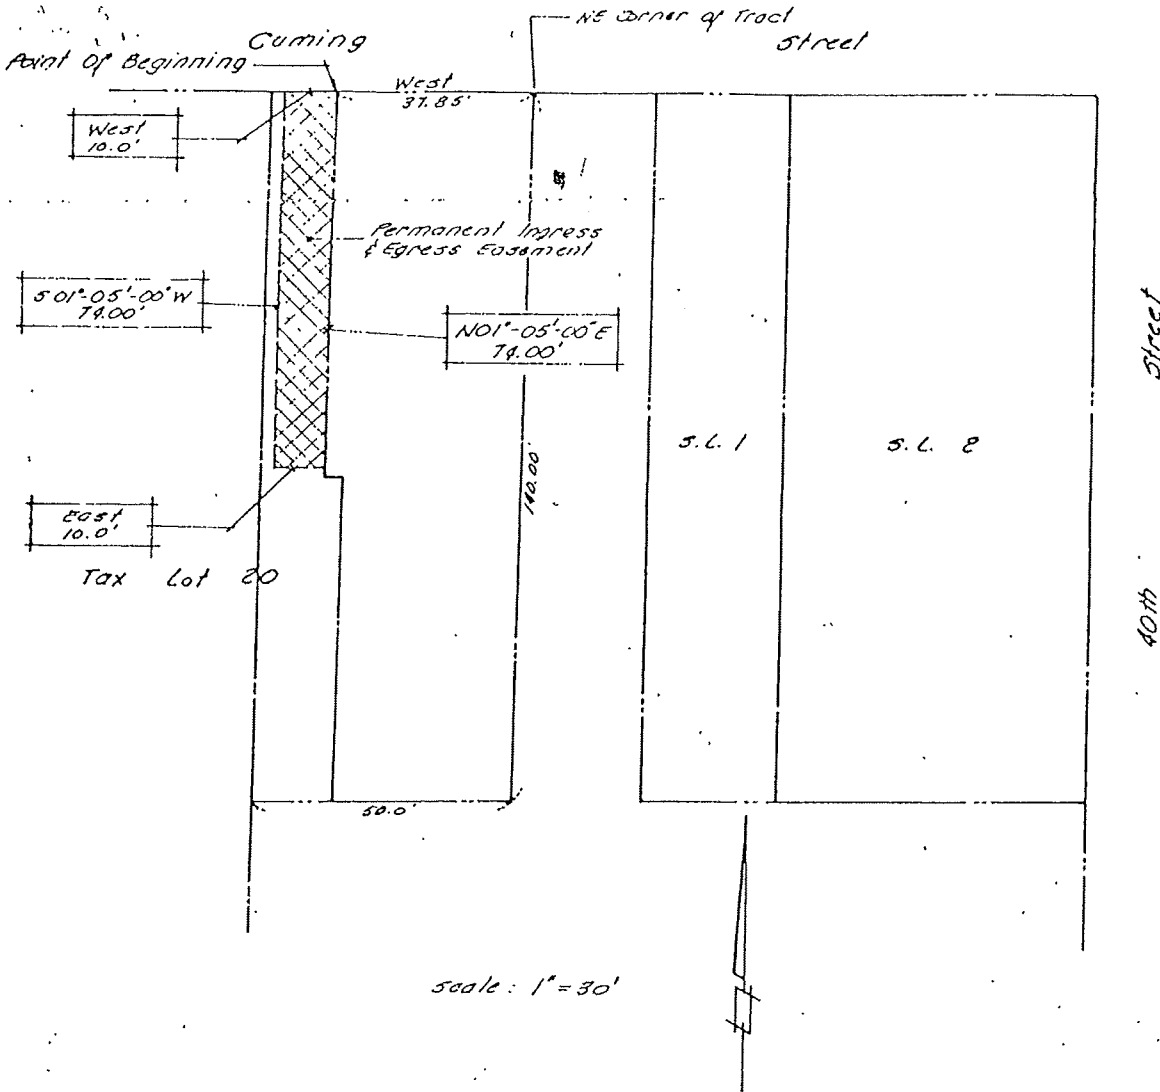 NE Corner of Tract
Cuming
Street
Point Of Beginning
West
37.85'
West
10.0'
Permanent Ingress
& Egress Easement
S01°-05'-00"W
74.00'
N01°-05'-00"E
74.00'
Street
S.L. 1
S.L. 2
140.00'
East
10.0'
Tax Lot 20
40th
50.0'
Scale: 1"=30'